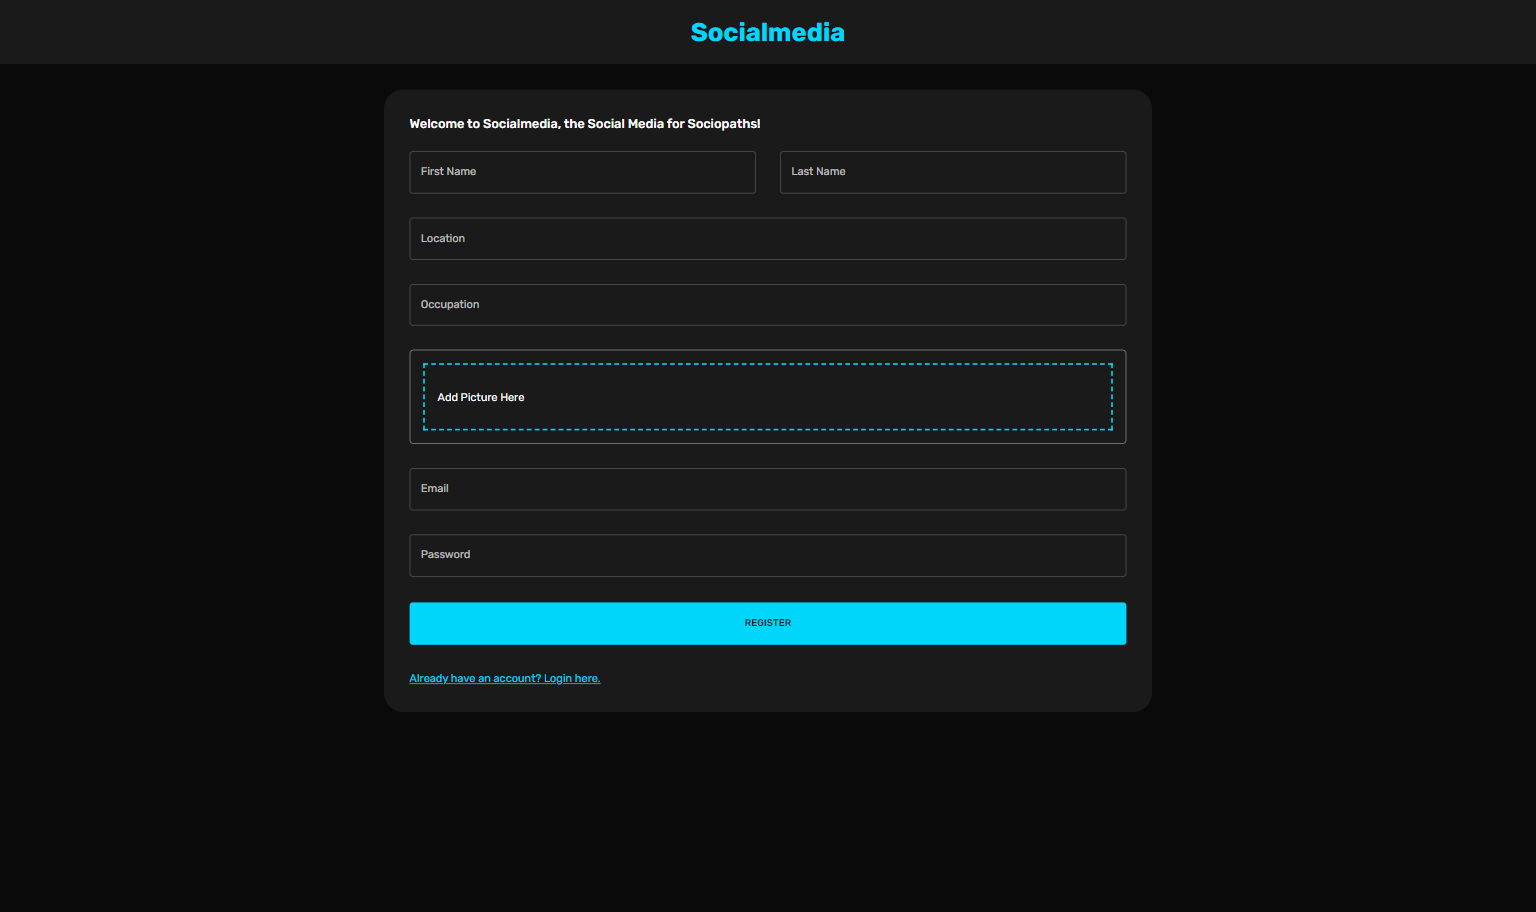 Socialmedia
Welcome to Socialmedia, the Social Media for Sociopaths!
First Name
Last Name
Location
Occupation
Add Picture Here
Email
Password
REGISTER
Already have an account? Login here.